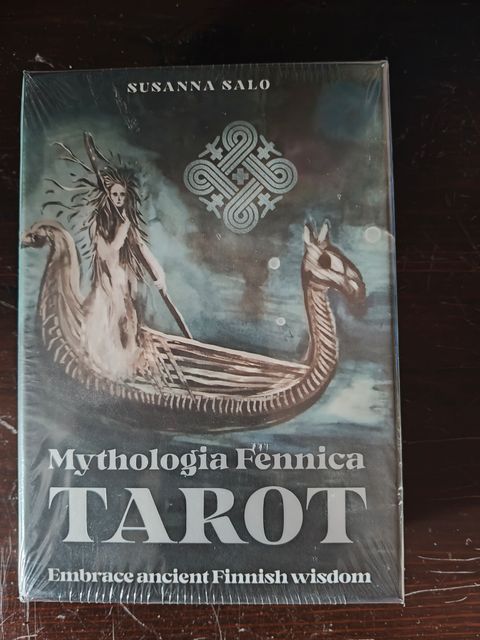 SUSANNA SALO
Mythologia Fennica
TAROT
Embrace ancient Finnish wisdom